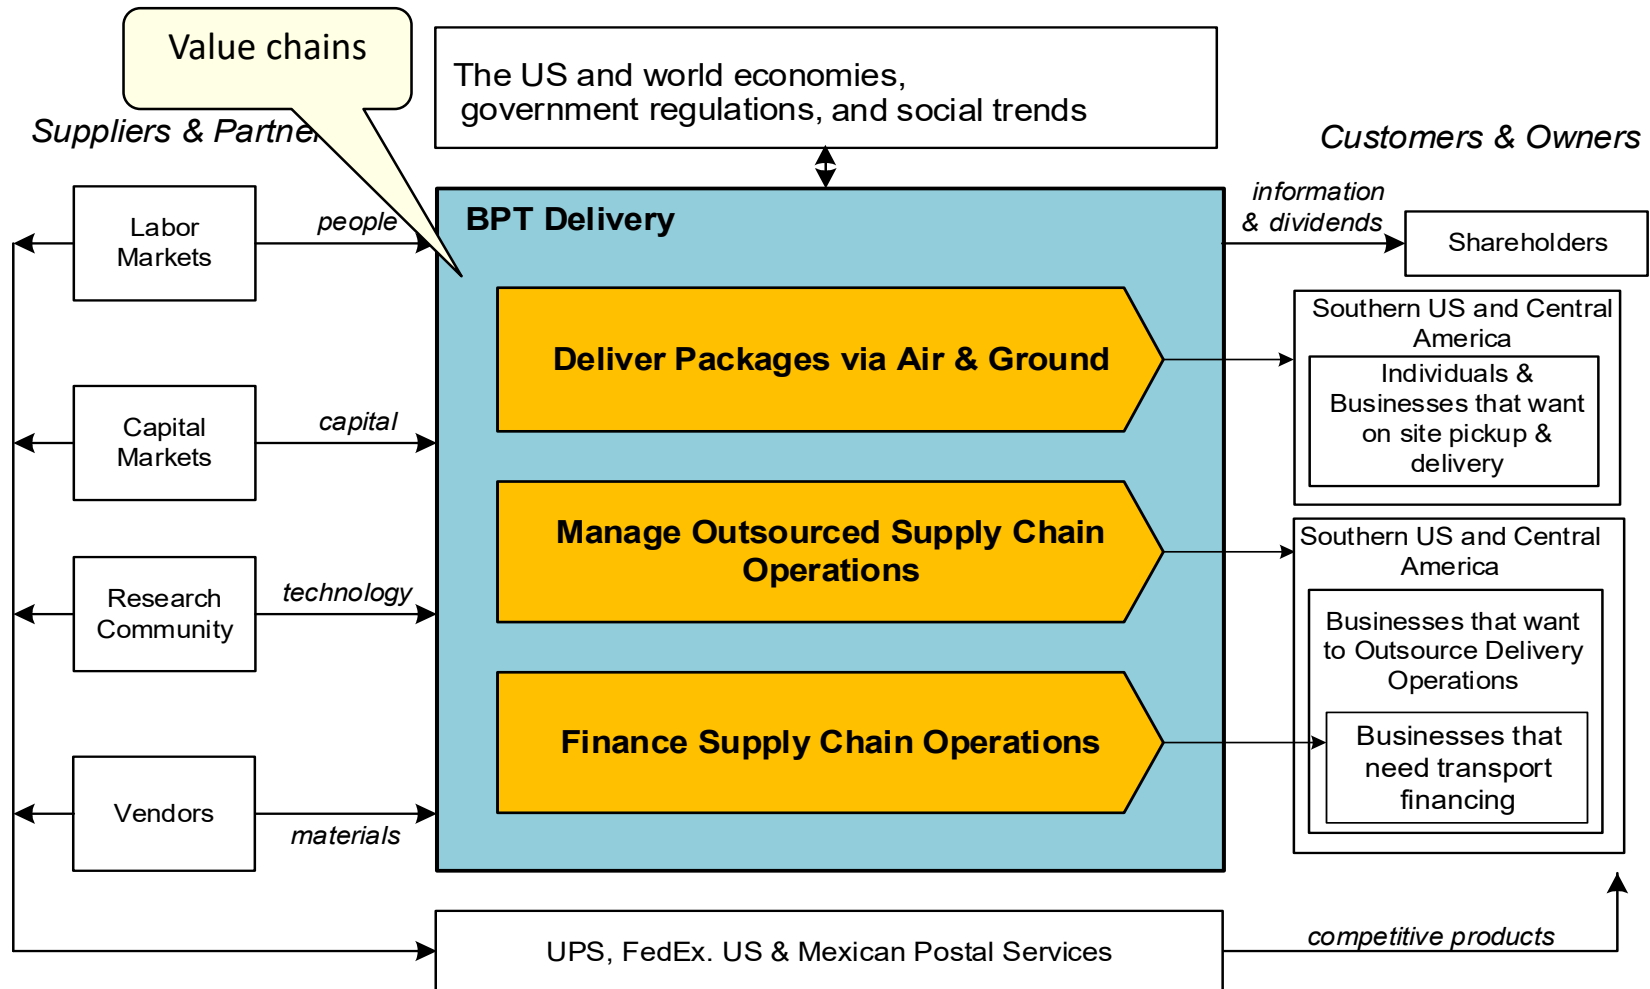 Value chains
The US and world economies,
government regulations, and social trends
Suppliers & Partne
Customers & Owners
Labor
Markets
people
BPT Delivery
information
& dividends
Shareholders
Deliver Packages via Air & Ground
Southern US and Central
America
Individuals &
Businesses that want
on site pickup &
delivery
Capital
Markets
capital
Manage Outsourced Supply Chain
Operations
Southern US and Central
America
Research
Community
technology
Businesses that want
to Outsource Delivery
Operations
Finance Supply Chain Operations
Businesses that
need transport
financing
Vendors
materials
UPS, FedEx. US & Mexican Postal Services
competitive products